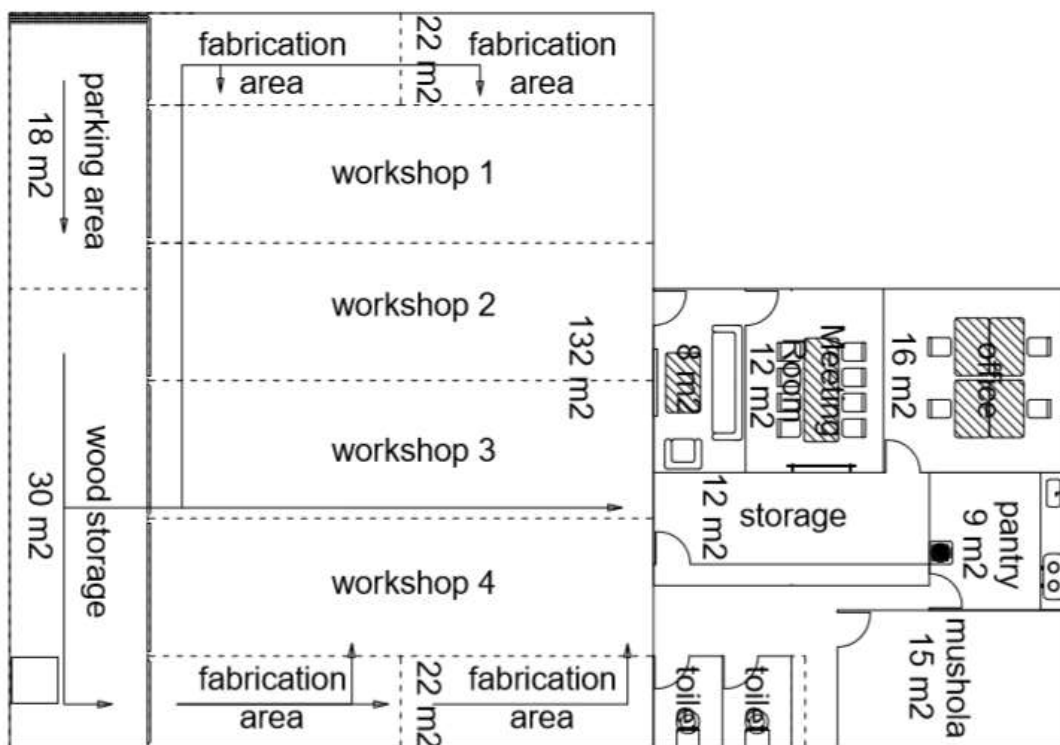 fabrication
area
22 m2
fabrication
area
parking area
18 m2
workshop 1
workshop 2
132 m2
8 m2
Meeting
Room
12 m2
office
16 m2
workshop 3
wood storage
30 m2
12 m2
storage
pantry
9 m2
workshop 4
fabrication
area
22 m2
fabrication
area
toilet
toilet
mushola
15 m2